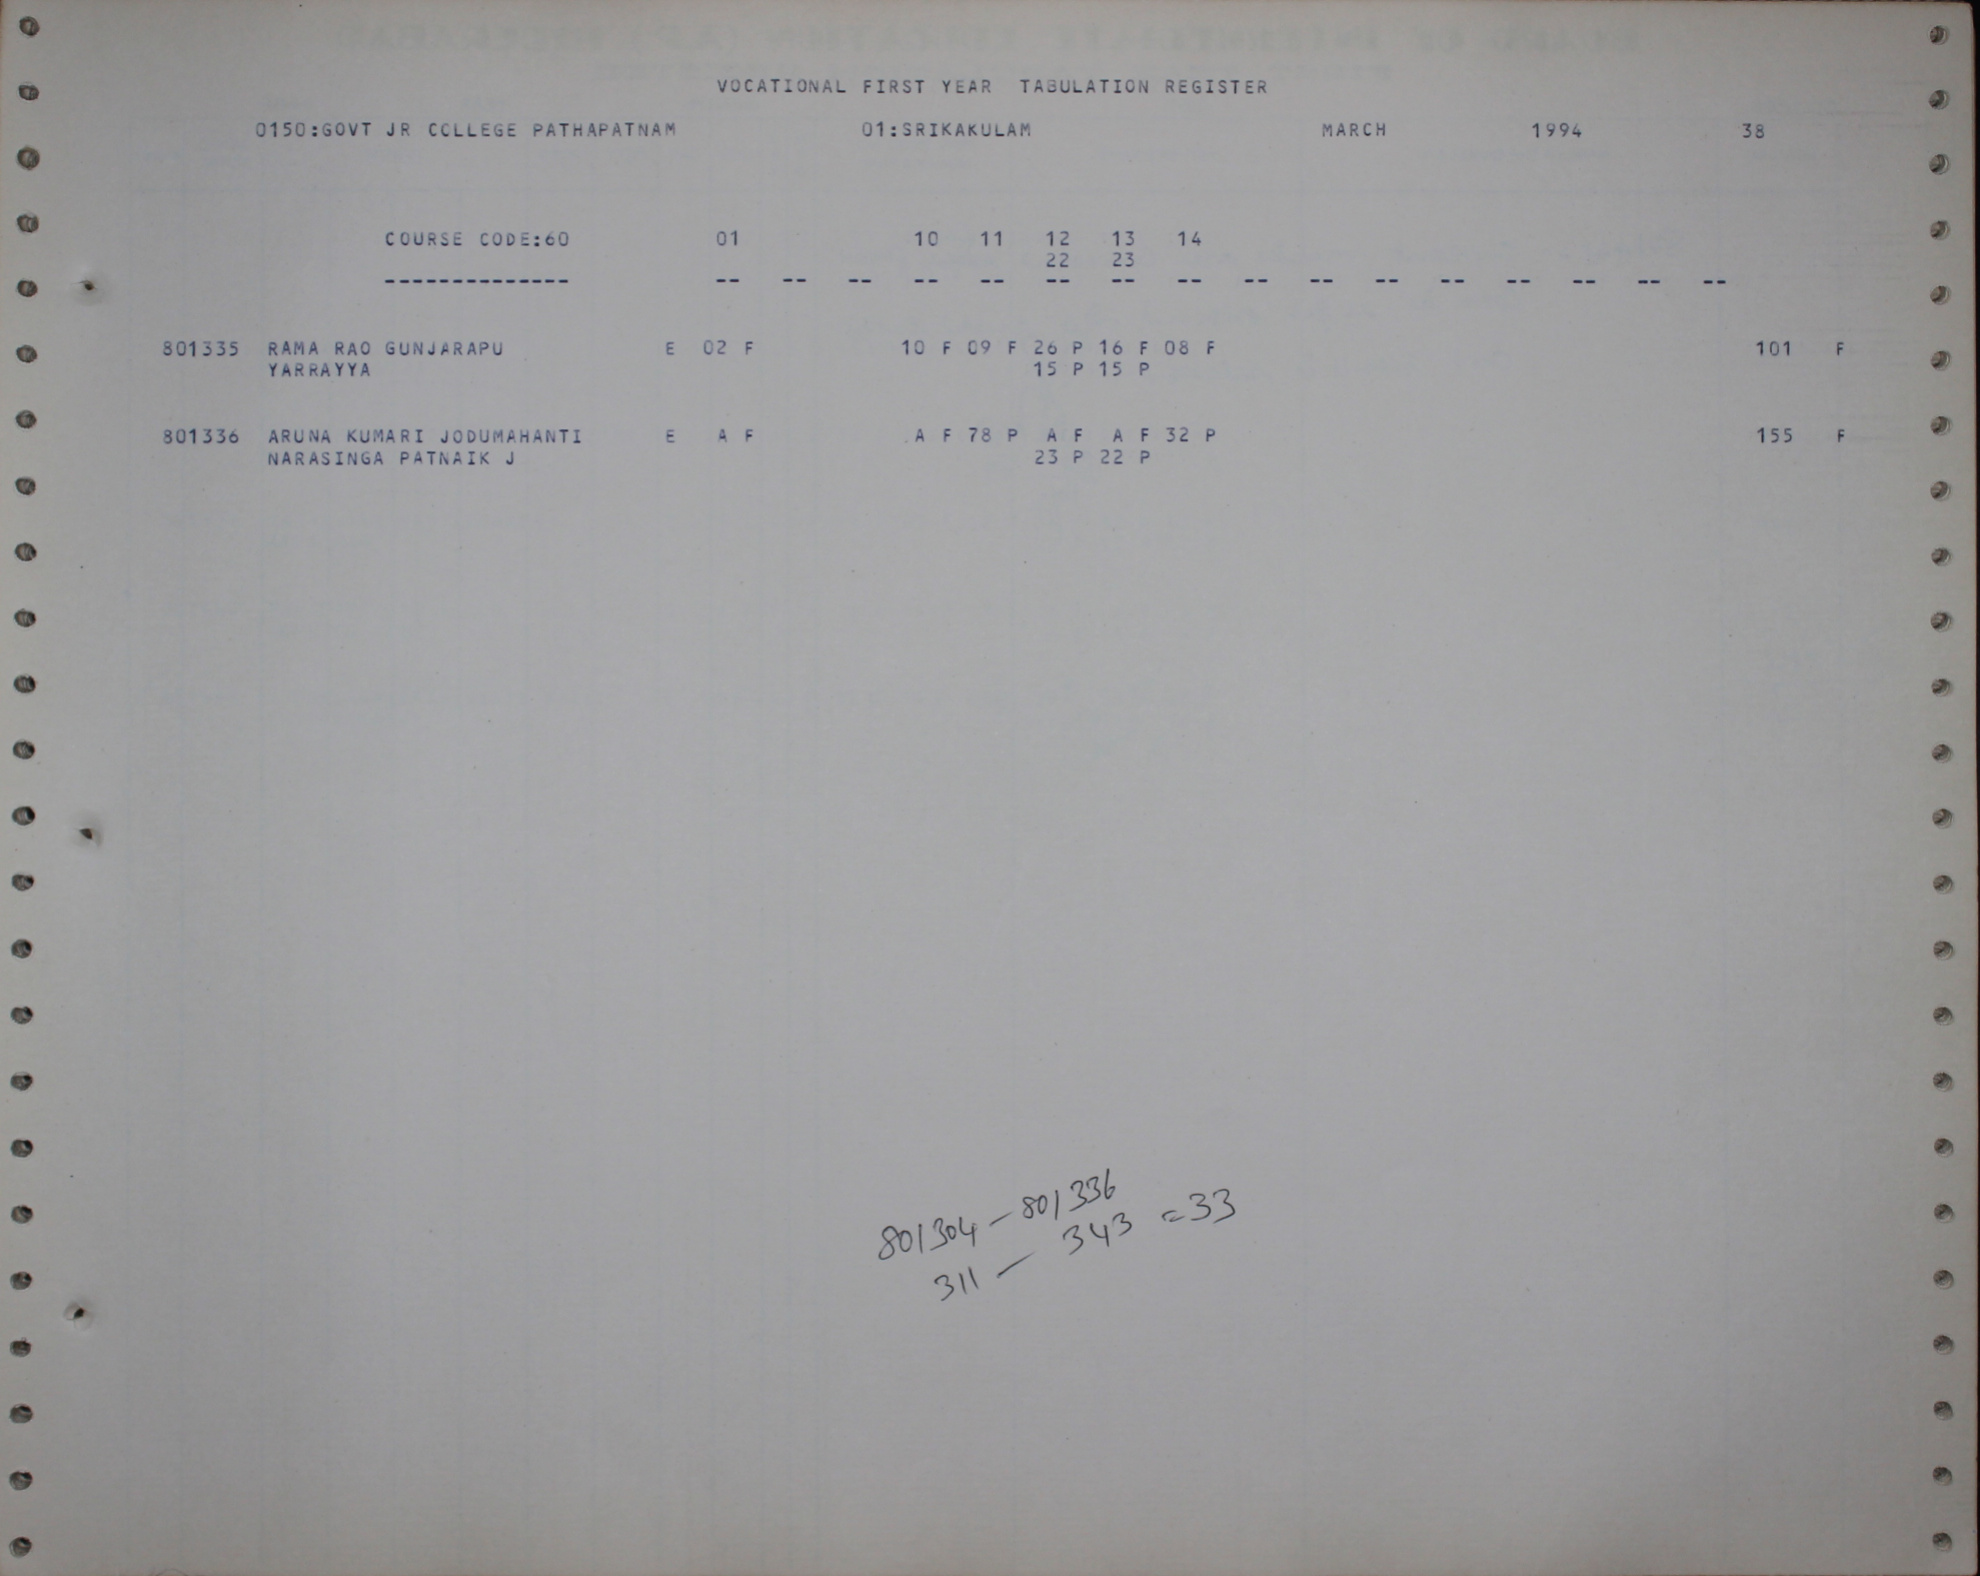 VOCATIONAL FIRST YEAR TABULATION REGISTER
0150:GOVT JR COLLEGE PATHAPATNAM 01:SRIKAKULAM MARCH 1994 38
COURSE CODE:60 01 10 11 12 13 14
22 23
-------------- -- -- -- -- -- -- -- -- -- -- -- -- -- -- -- --
801335 RAMA RAO GUNJARAPU E 02 F 10 F 09 F 26 P 16 F 08 F 101 F
YARRAYYA 15 P 15 P
801336 ARUNA KUMARI JODUMAHANTI E A F A F 78 P A F A F 32 P 155 F
NARASINGA PATNAIK J 23 P 22 P
801304 - 801336
311 - 343 = 33